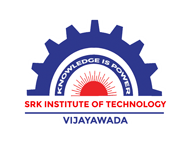 KNOWLEDGE IS POWER
SRK INSTITUTE OF TECHNOLOGY
VIJAYAWADA